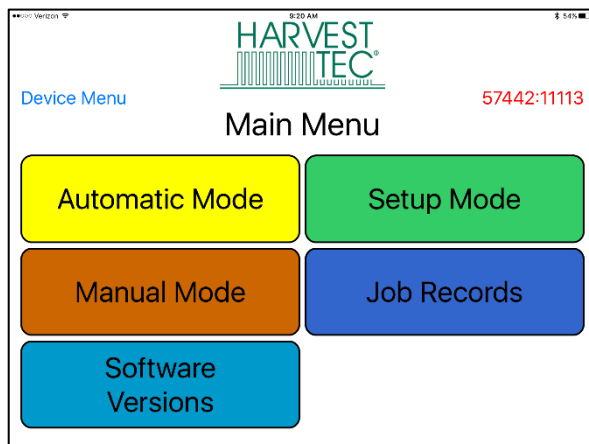 Verizon 9:20 AM 54%
HARVEST
TEC®
Device Menu 57442:11113
Main Menu
Automatic Mode Setup Mode
Manual Mode Job Records
Software
Versions